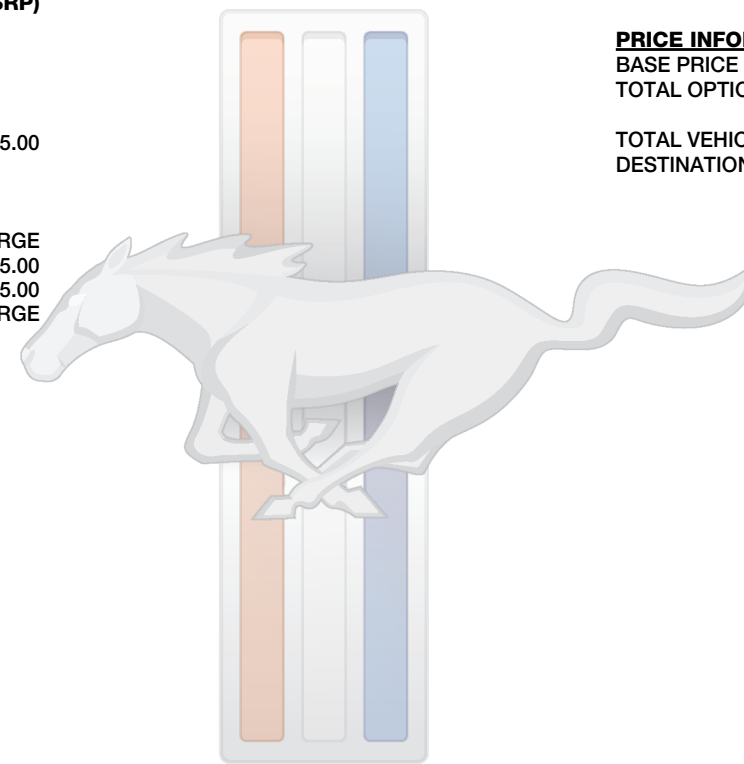 SRP)
5.00
RGE
5.00
5.00
RGE
PRICE INFO
BASE PRICE
TOTAL OPTIO
TOTAL VEHIC
DESTINATION